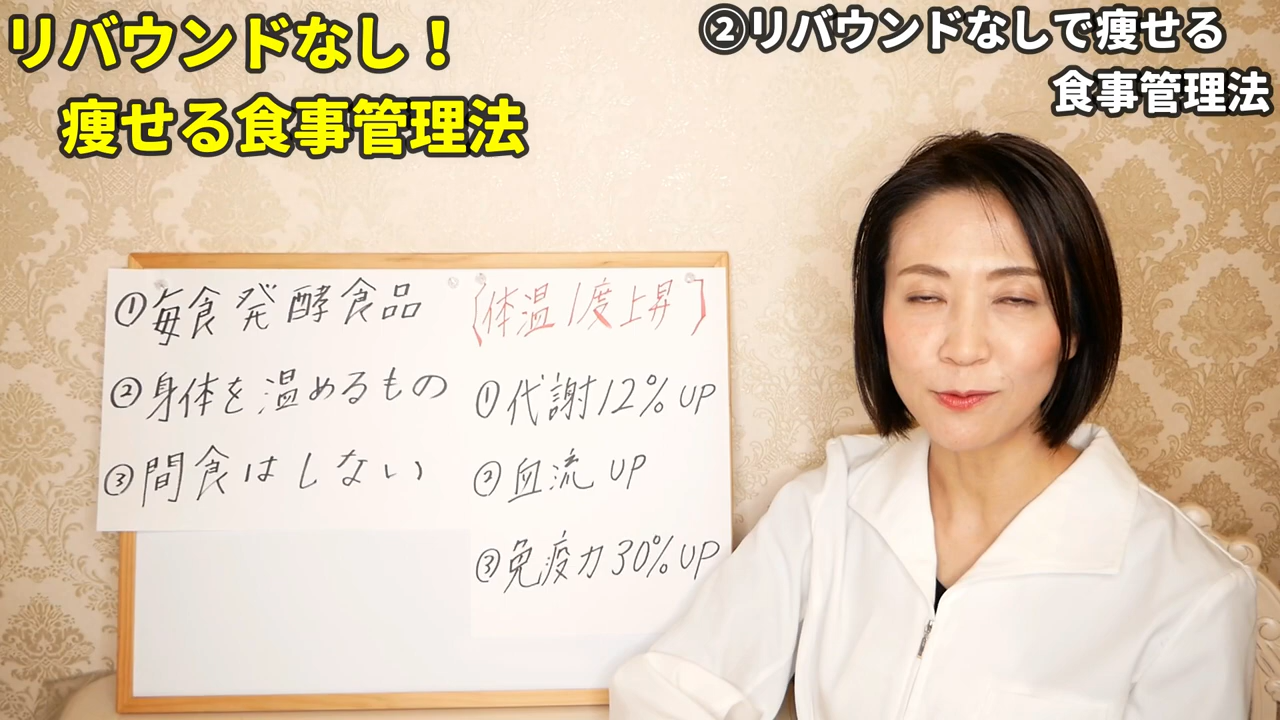 リバウンドなし！
痩せる食事管理法
②リバウンドなしで痩せる
食事管理法
①毎食発酵食品
②身体を温めるもの
③間食はしない
[体温1度上昇]
①代謝12%UP
②血流UP
③免疫力30%UP